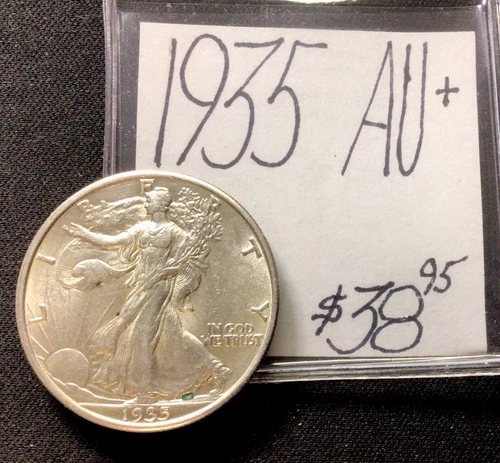 1935 AU+
$38.95
LIBERTY
IN GOD
WE TRUST
1935